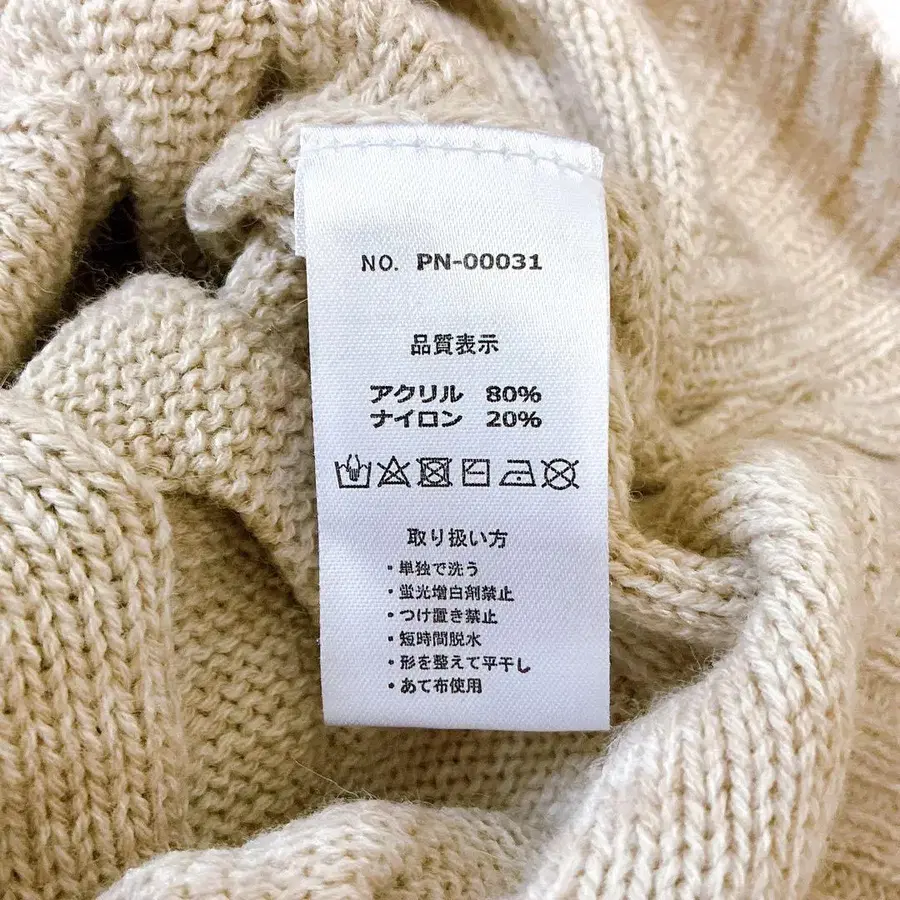 NO. PN-00031
品質表示
アクリル 80%
ナイロン 20%
取り扱い方
・単独で洗う
・蛍光増白剤禁止
・つけ置き禁止
・短時間脱水
・形を整えて平干し
・あて布使用